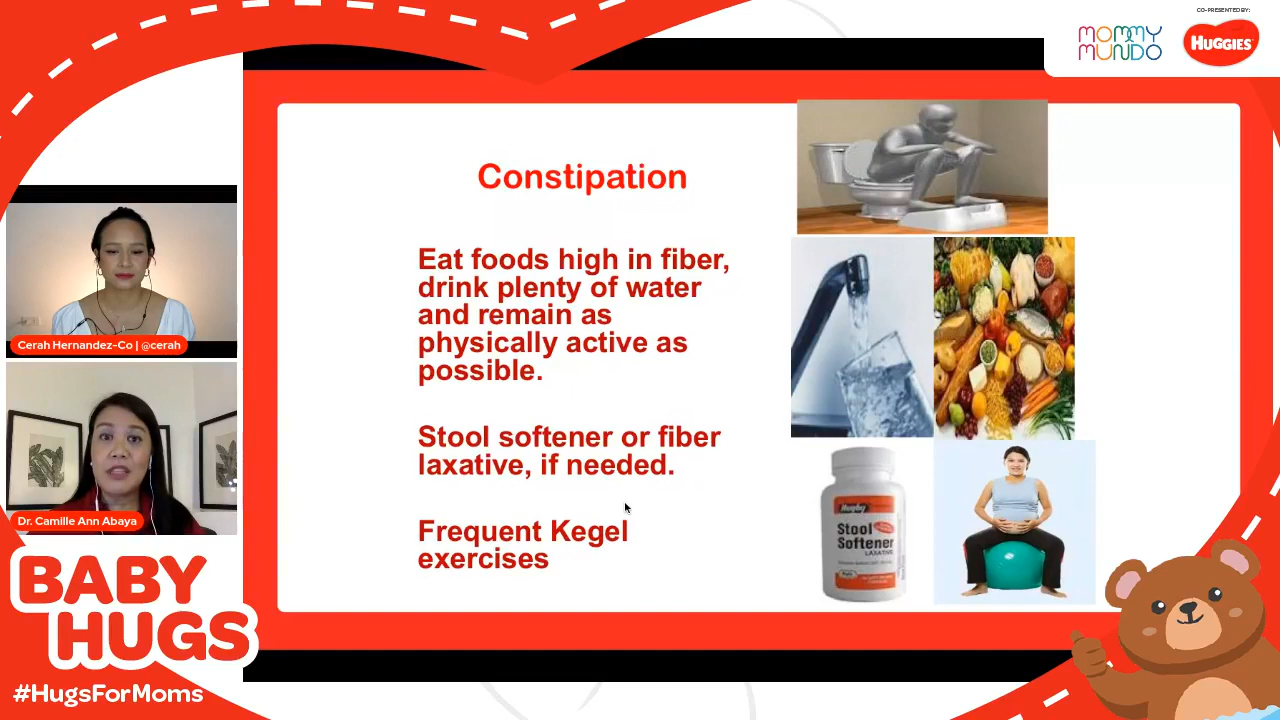 CO-PRESENTED BY:
MOMMY
MUNDO
HUGGIES
Constipation
Eat foods high in fiber,
drink plenty of water
and remain as
physically active as
possible.
Stool softener or fiber
laxative, if needed.
Frequent Kegel
exercises
Stool
Softener
LAXATIVE
Cerah Hernandez-Co | @cerah
Dr. Camille Ann Abaya
BABY
HUGS
#HugsForMoms